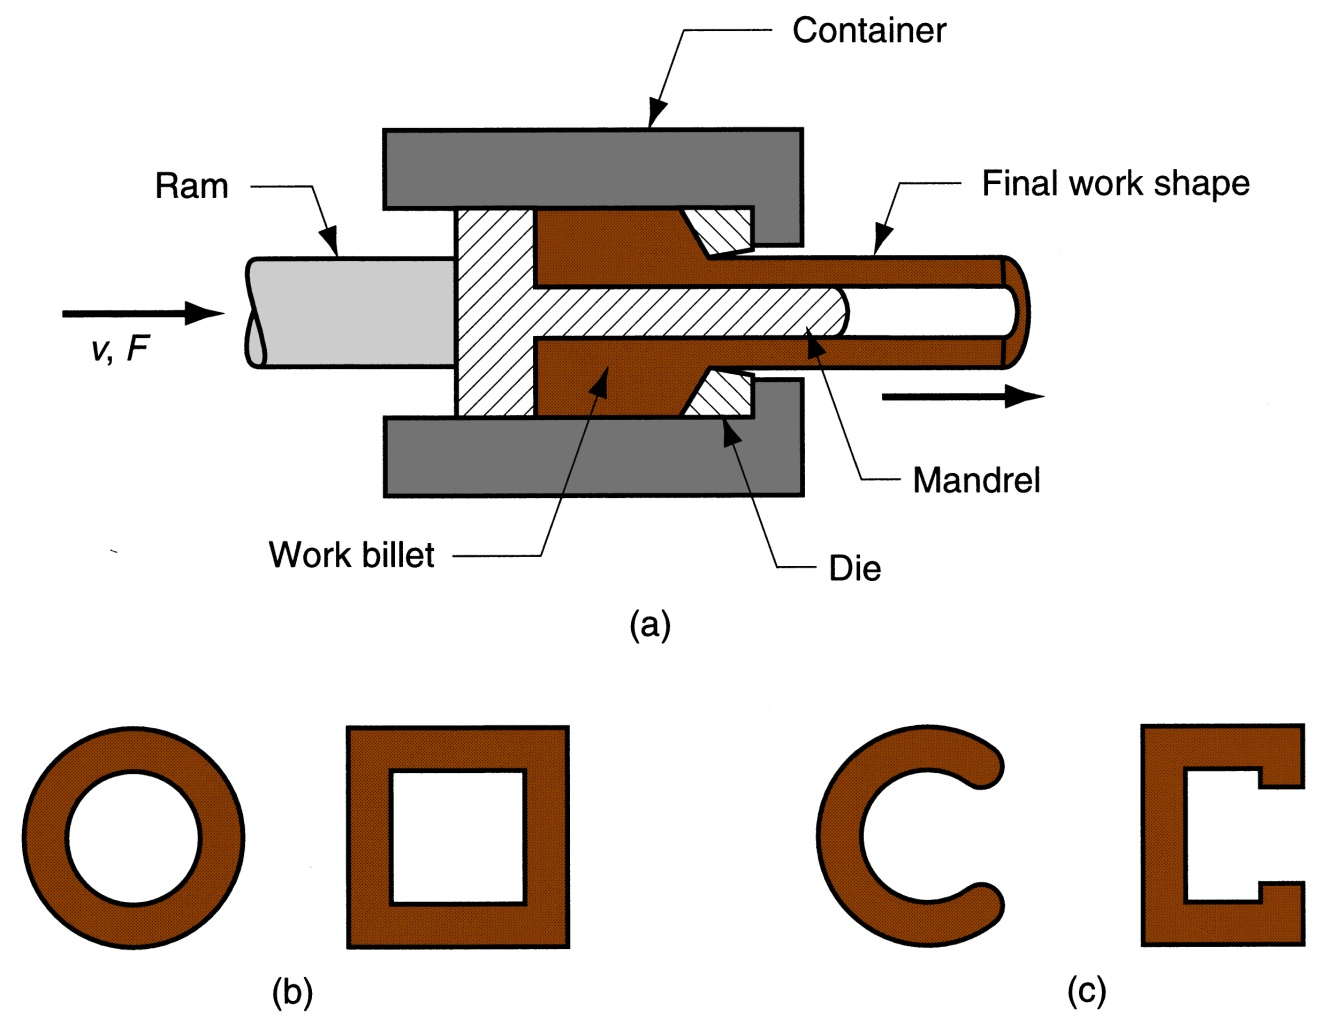 Container
Ram
Final work shape
v, F
Mandrel
Work billet
Die
(a)
(b)
(c)